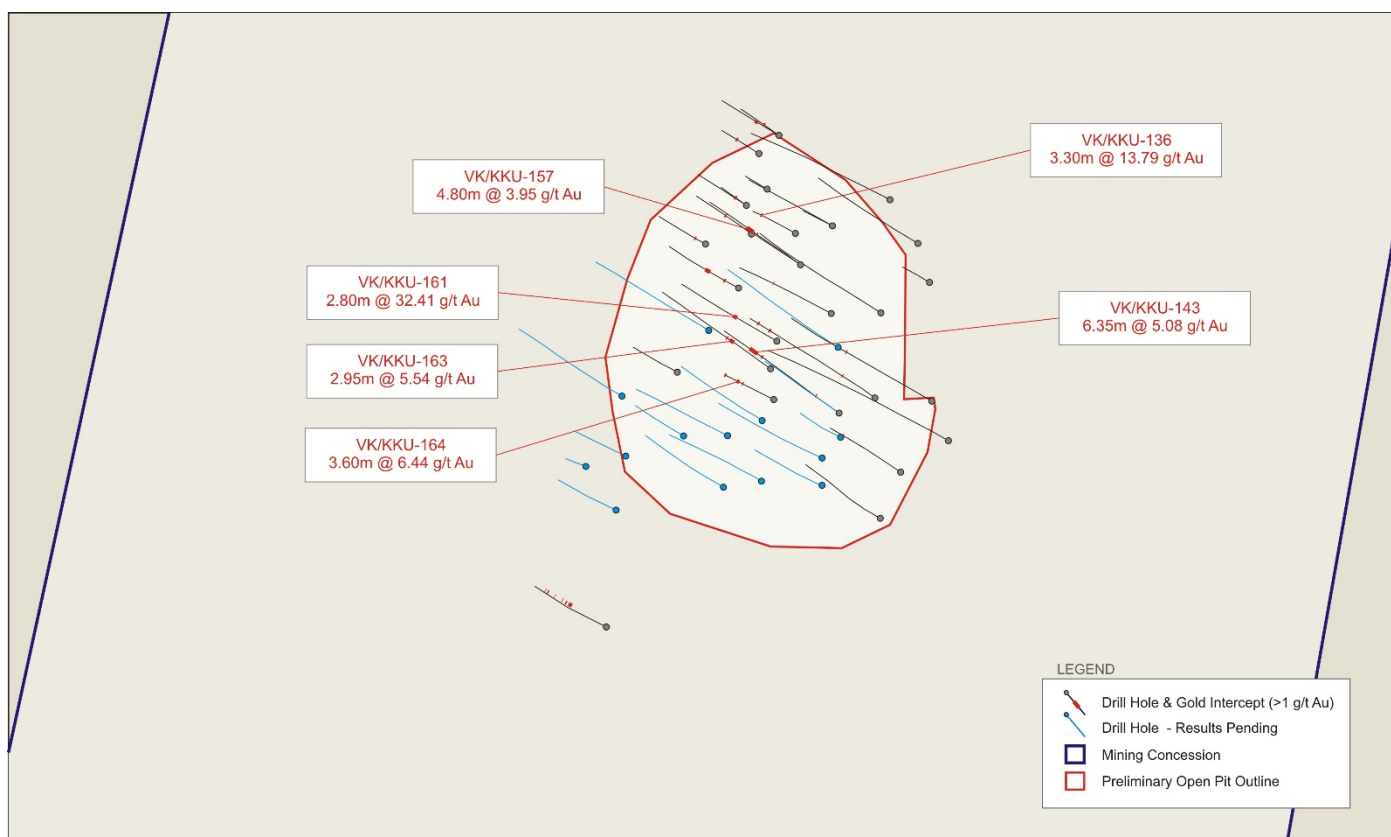 VK/KKU-136
3.30m @ 13.79 g/t Au
VK/KKU-157
4.80m @ 3.95 g/t Au
VK/KKU-161
2.80m @ 32.41 g/t Au
VK/KKU-143
6.35m @ 5.08 g/t Au
VK/KKU-163
2.95m @ 5.54 g/t Au
VK/KKU-164
3.60m @ 6.44 g/t Au
LEGEND
Drill Hole & Gold Intercept (>1 g/t Au)
Drill Hole - Results Pending
Mining Concession
Preliminary Open Pit Outline